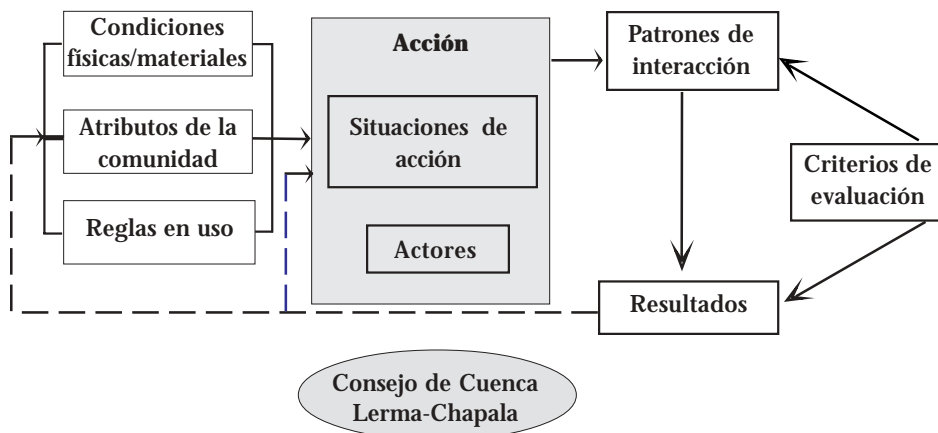 Condiciones
físicas/materiales
Atributos de la
comunidad
Reglas en uso
Acción
Situaciones de
acción
Actores
Patrones de
interacción
Criterios de
evaluación
Resultados
Consejo de Cuenca
Lerma-Chapala